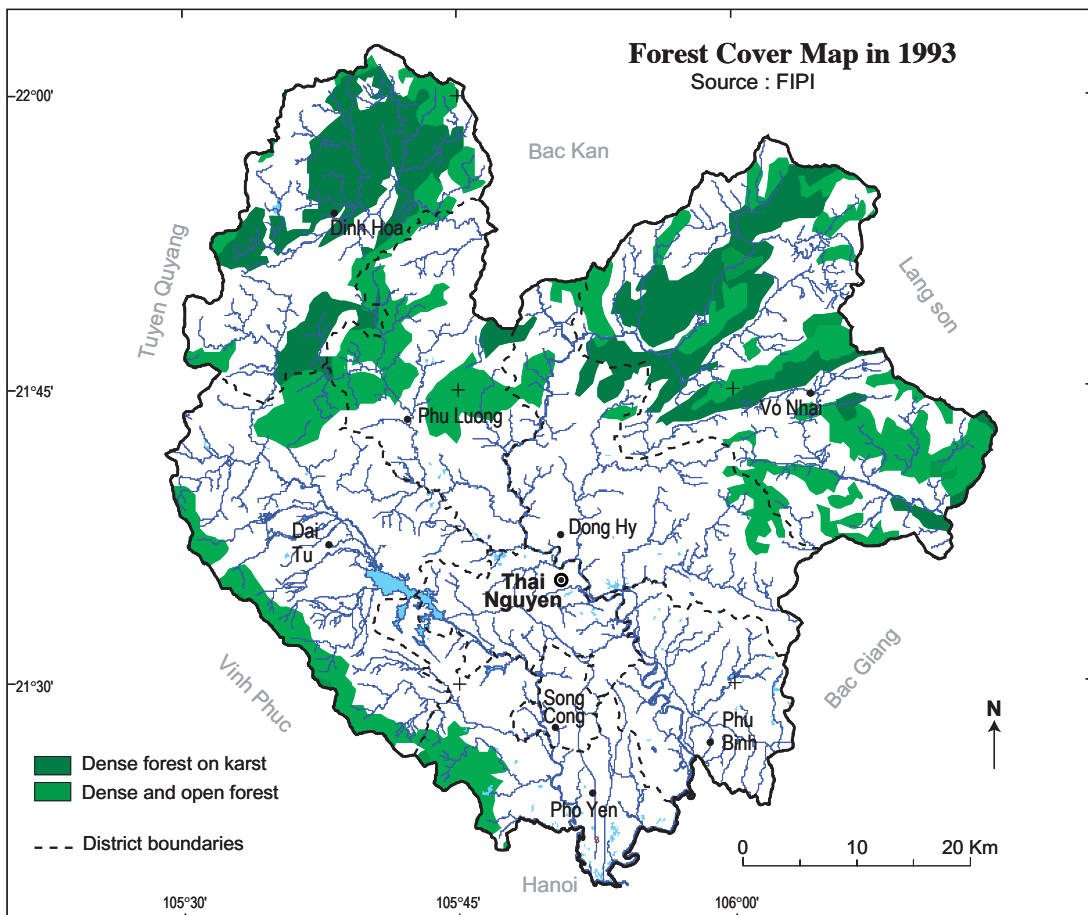 Forest Cover Map in 1993
Source : FIPI
22°00'
Bac Kan
Tuyen Quyang
Dinh Hoa
Lang son
21°45'
Phu Luong
Vo Nhai
Dai
Tu
Dong Hy
Thai
Nguyen
Vinh Phuc
Bac Giang
21°30'
Song
Cong
Phu
Binh
N
Dense forest on karst
Dense and open forest
Pho Yen
District boundaries
0 10 20 Km
Hanoi
105°30' 105°45' 106°00'